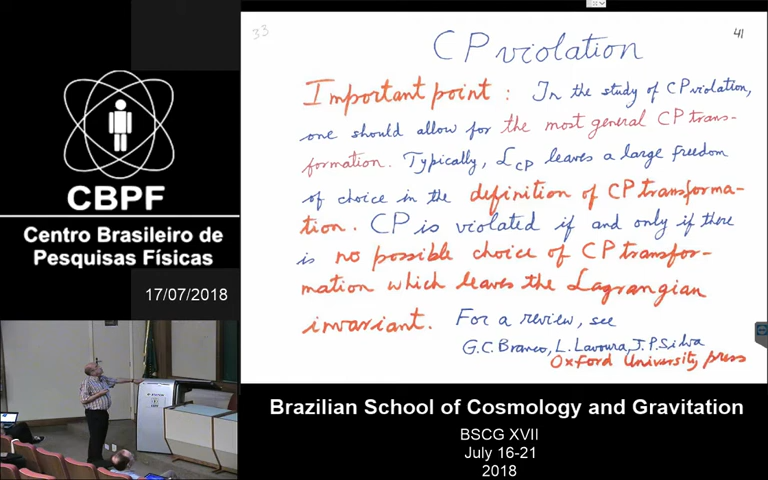 33
41
CP violation
Important point : In the study of CP violation,
one should allow for the most general CP trans-
formation. Typically, L_CP leaves a large freedom
of choice in the definition of CP transforma-
tion. CP is violated if and only if there
is no possible choice of CP transfor-
mation which leaves the Lagrangian
invariant. For a review, see
G.C. Branco, L. Lavoura, J.P. Silva
Oxford University press
CBPF
Centro Brasileiro de
Pesquisas Físicas
17/07/2018
Brazilian School of Cosmology and Gravitation
BSCG XVII
July 16-21
2018